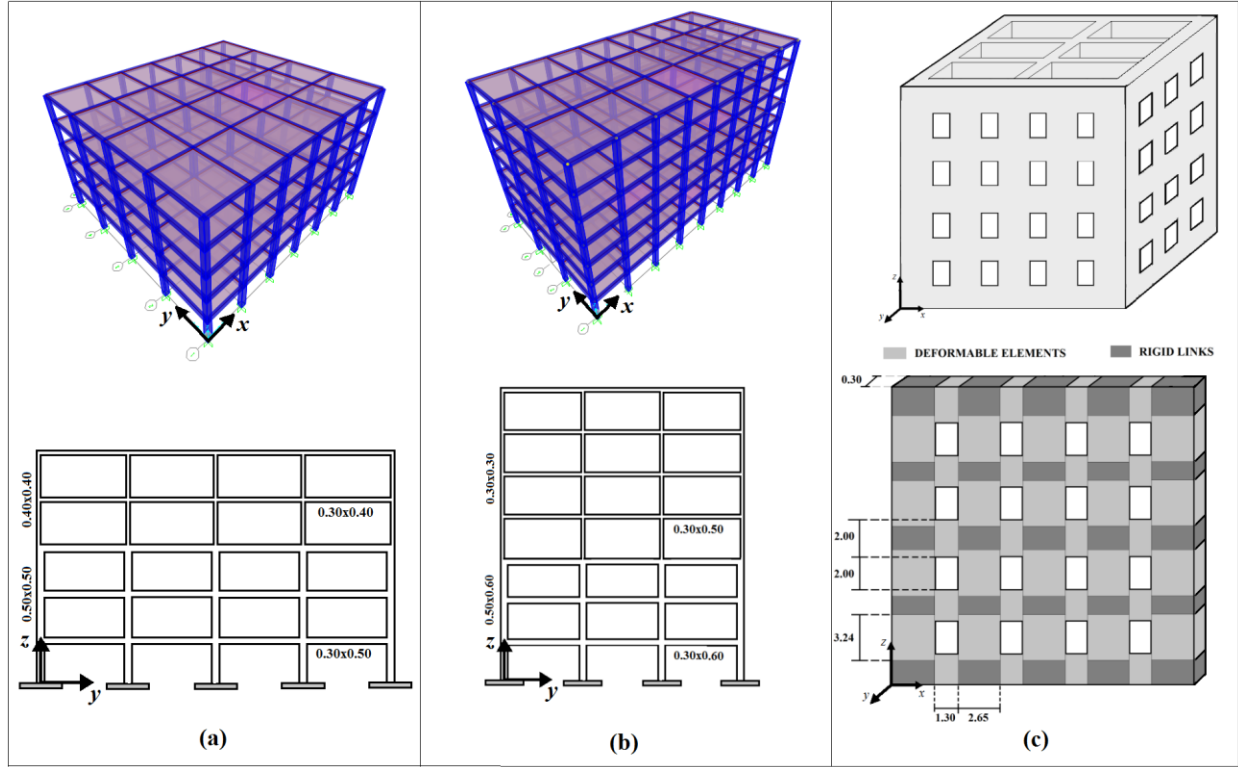 y
x
0.40x0.40
0.30x0.40
0.50x0.50
z
0.30x0.50
y
(a)
y
x
0.30x0.30
0.30x0.50
0.50x0.60
z
0.30x0.60
y
(b)
z
y
x
DEFORMABLE ELEMENTS
RIGID LINKS
0.30
2.00
2.00
3.24
z
y
x
1.30
2.65
(c)